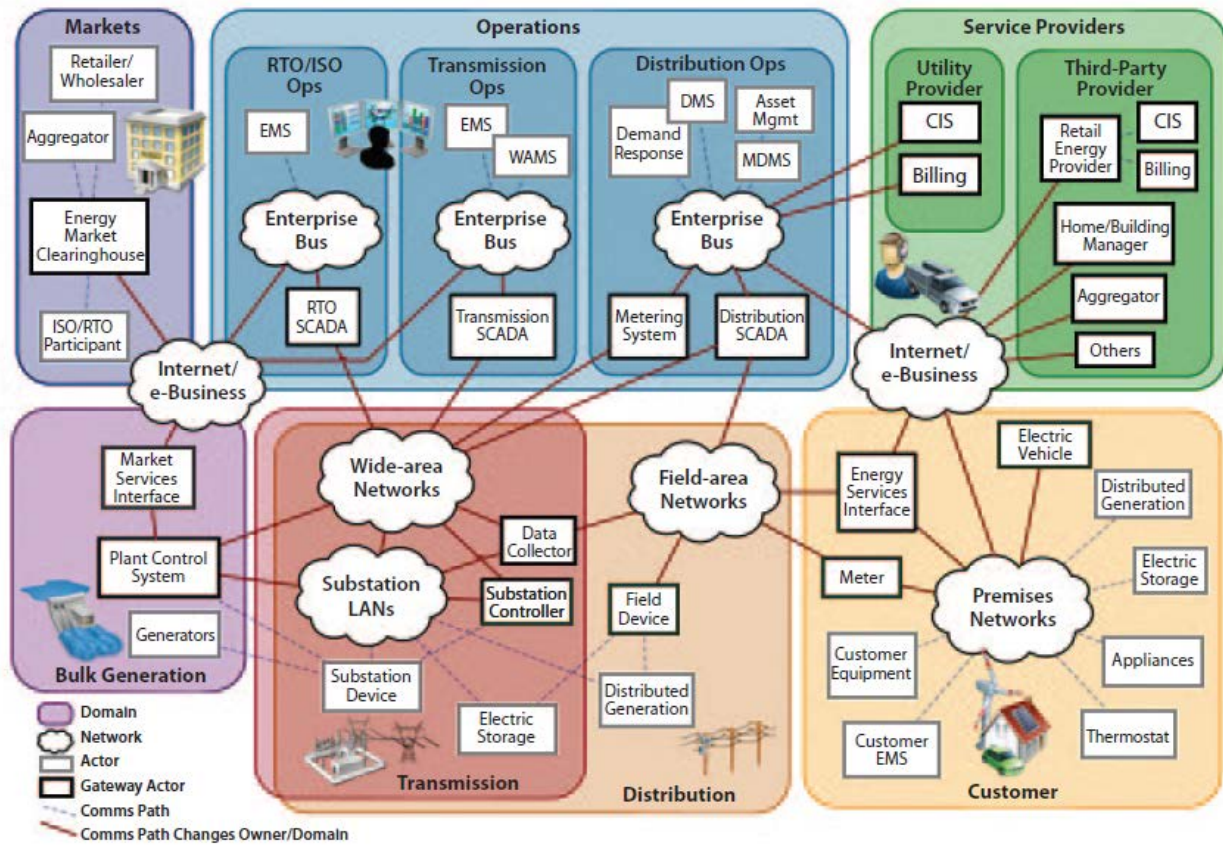 Markets
Retailer/
Wholesaler
Aggregator
Energy
Market
Clearinghouse
ISO/RTO
Participant
Operations
RTO/ISO
Ops
EMS
Enterprise
Bus
RTO
SCADA
Transmission
Ops
EMS
WAMS
Enterprise
Bus
Transmission
SCADA
Distribution Ops
DMS
Asset
Mgmt
Demand
Response
MDMS
Enterprise
Bus
Metering
System
Distribution
SCADA
Service Providers
Utility
Provider
CIS
Billing
Third-Party
Provider
Retail
Energy
Provider
CIS
Billing
Home/Building
Manager
Aggregator
Others
Internet/
e-Business
Internet/
e-Business
Market
Services
Interface
Plant Control
System
Generators
Bulk Generation
Wide-area
Networks
Substation
LANs
Data
Collector
Substation
Controller
Substation
Device
Electric
Storage
Transmission
Field-area
Networks
Field
Device
Distributed
Generation
Distribution
Energy
Services
Interface
Meter
Electric
Vehicle
Distributed
Generation
Electric
Storage
Premises
Networks
Customer
Equipment
Appliances
Customer
EMS
Thermostat
Customer
Domain
Network
Actor
Gateway Actor
Comms Path
Comms Path Changes Owner/Domain